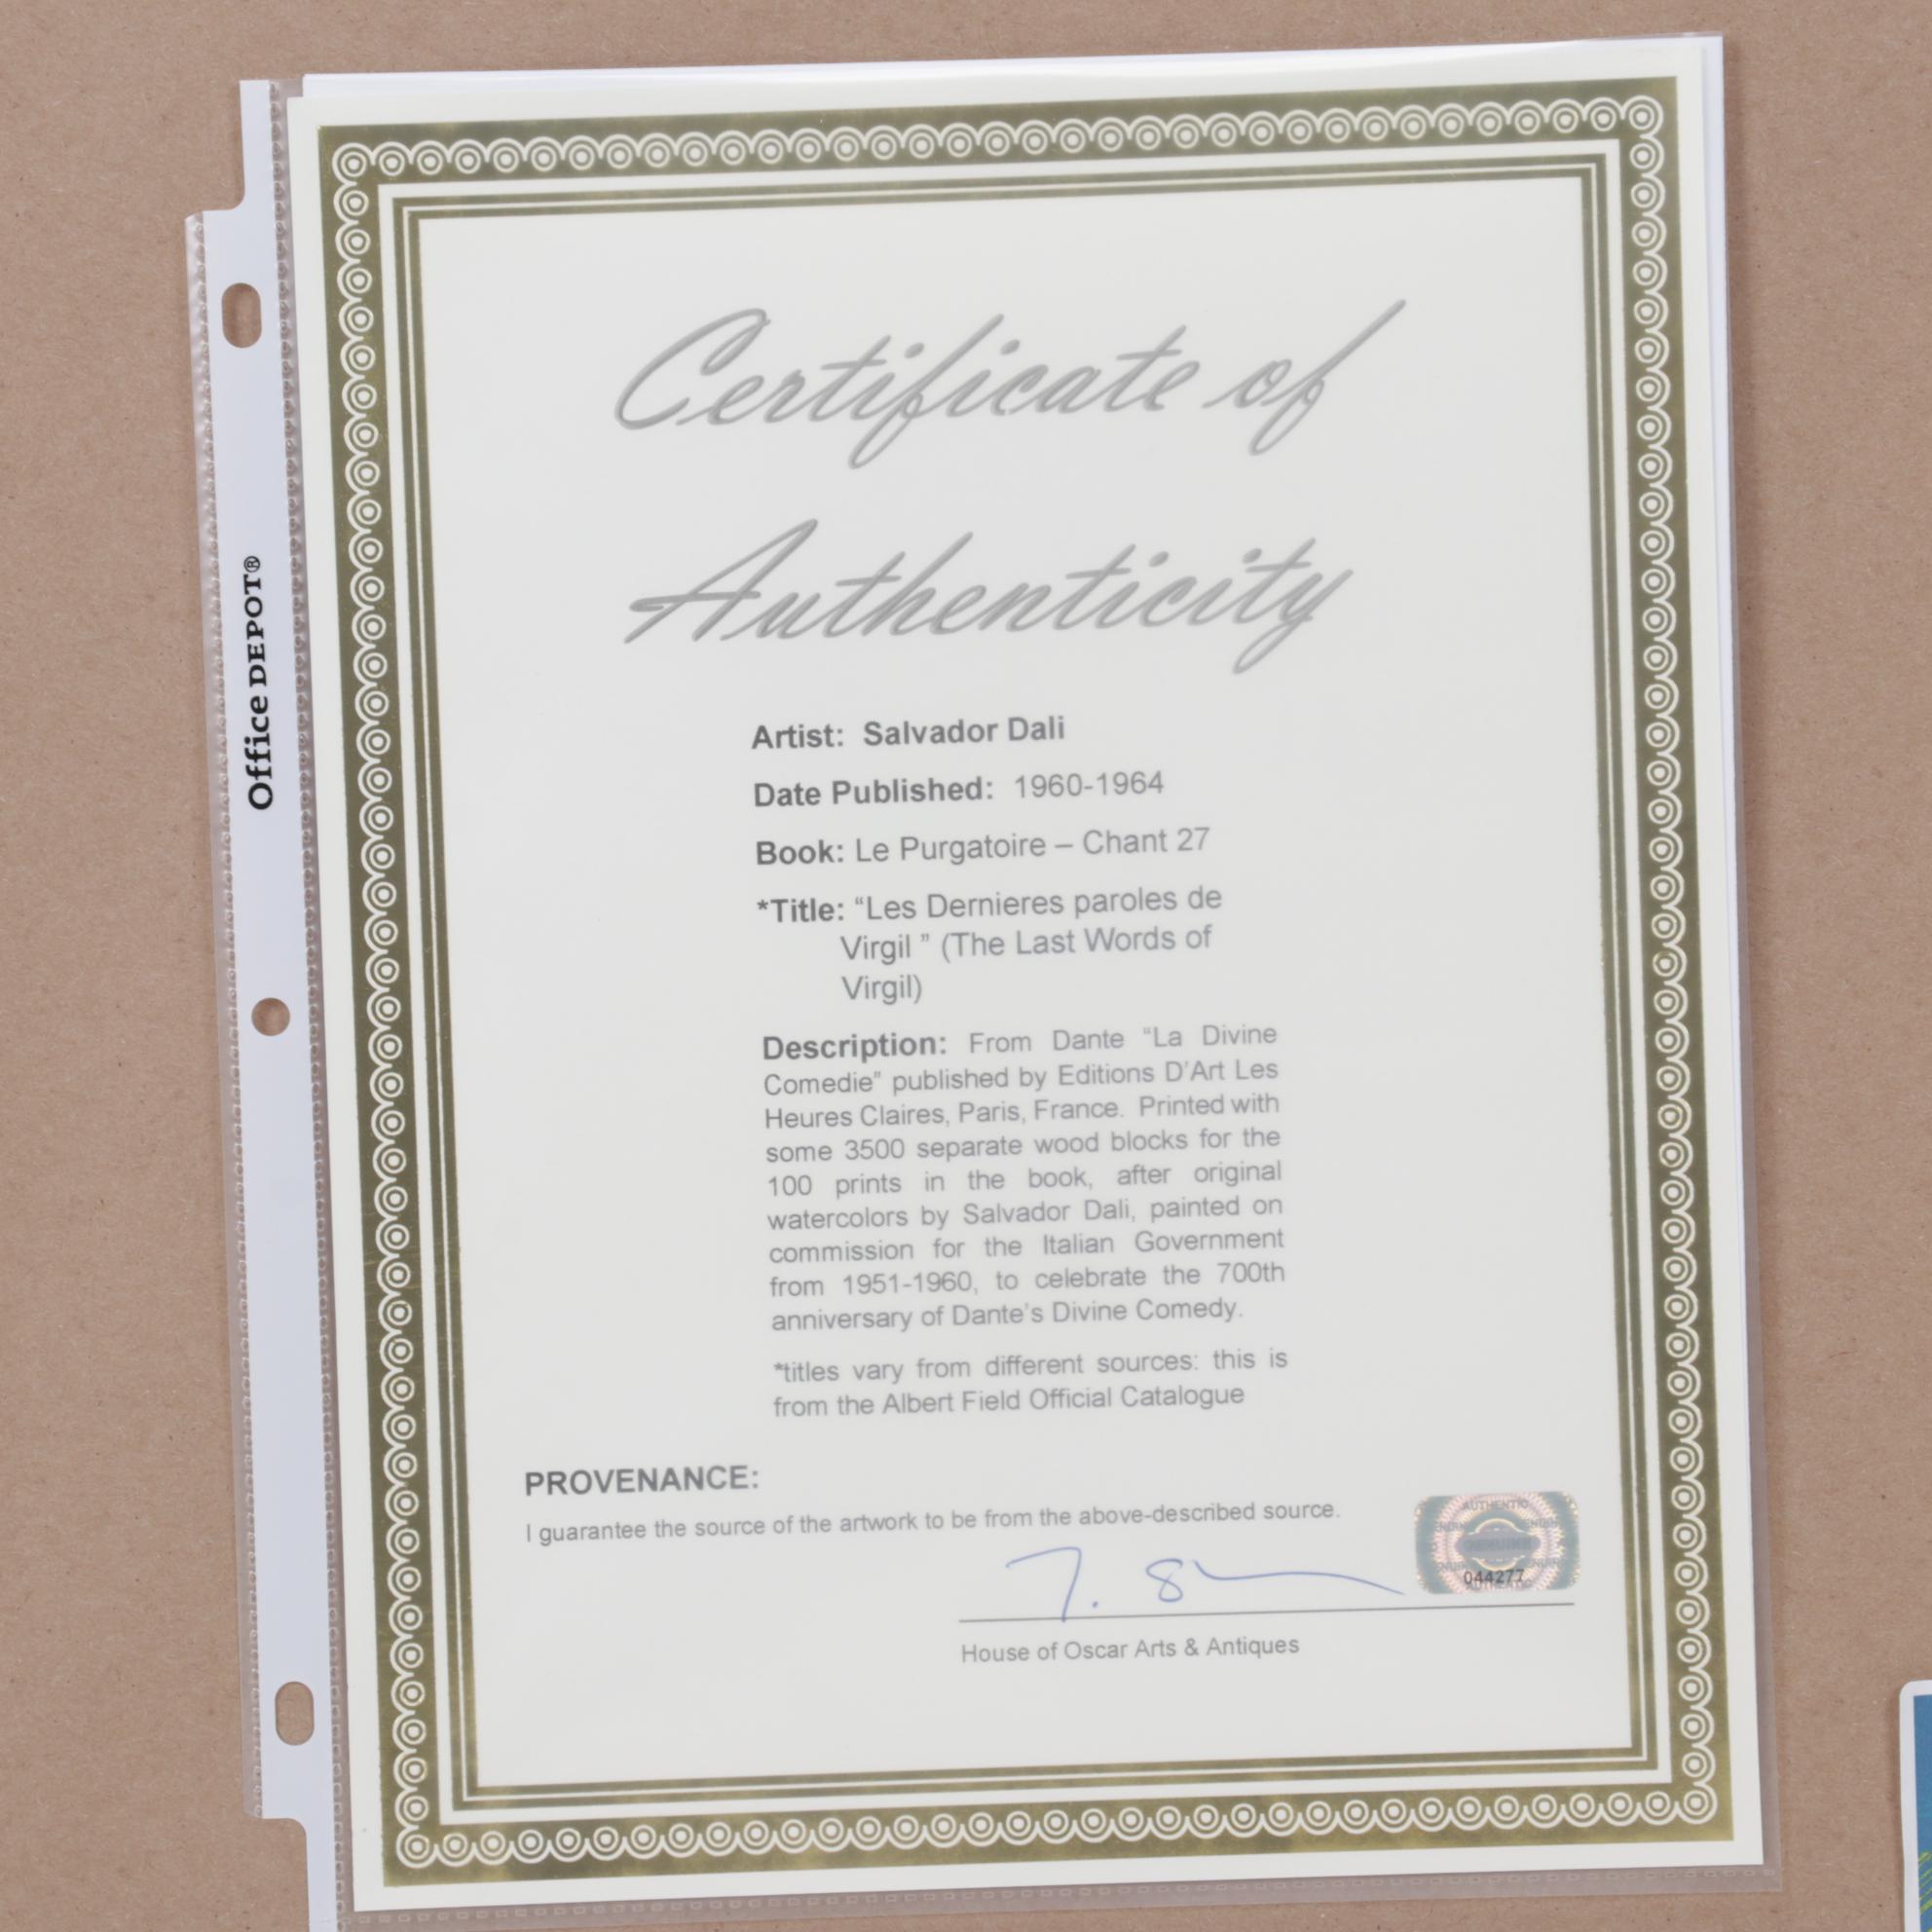 Office DEPOT®
Certificate of
Authenticity
Artist: Salvador Dali
Date Published: 1960-1964
Book: Le Purgatoire – Chant 27
*Title: “Les Dernieres paroles de
Virgil ” (The Last Words of
Virgil)
Description: From Dante “La Divine
Comedie” published by Editions D’Art Les
Heures Claires, Paris, France. Printed with
some 3500 separate wood blocks for the
100 prints in the book, after original
watercolors by Salvador Dali, painted on
commission for the Italian Government
from 1951-1960, to celebrate the 700th
anniversary of Dante’s Divine Comedy.
*titles vary from different sources: this is
from the Albert Field Official Catalogue
PROVENANCE:
I guarantee the source of the artwork to be from the above-described source.
AUTHENTIC
GENUINE
044277
AUTHENTIC
House of Oscar Arts & Antiques